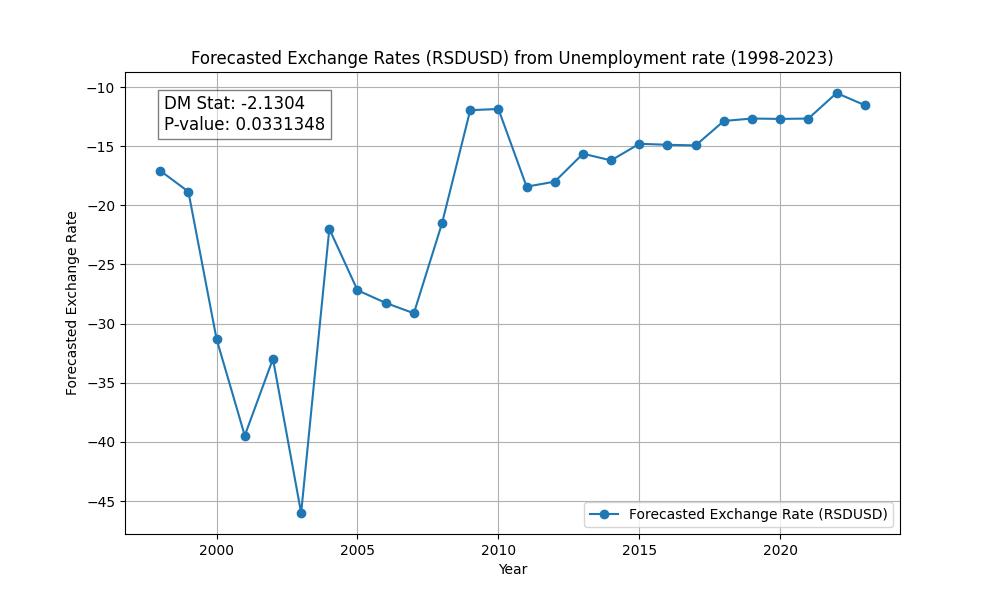 Forecasted Exchange Rates (RSDUSD) from Unemployment rate (1998-2023)
DM Stat: -2.1304
P-value: 0.0331348
Forecasted Exchange Rate
−10
−15
−20
−25
−30
−35
−40
−45
Forecasted Exchange Rate (RSDUSD)
2000 2005 2010 2015 2020
Year